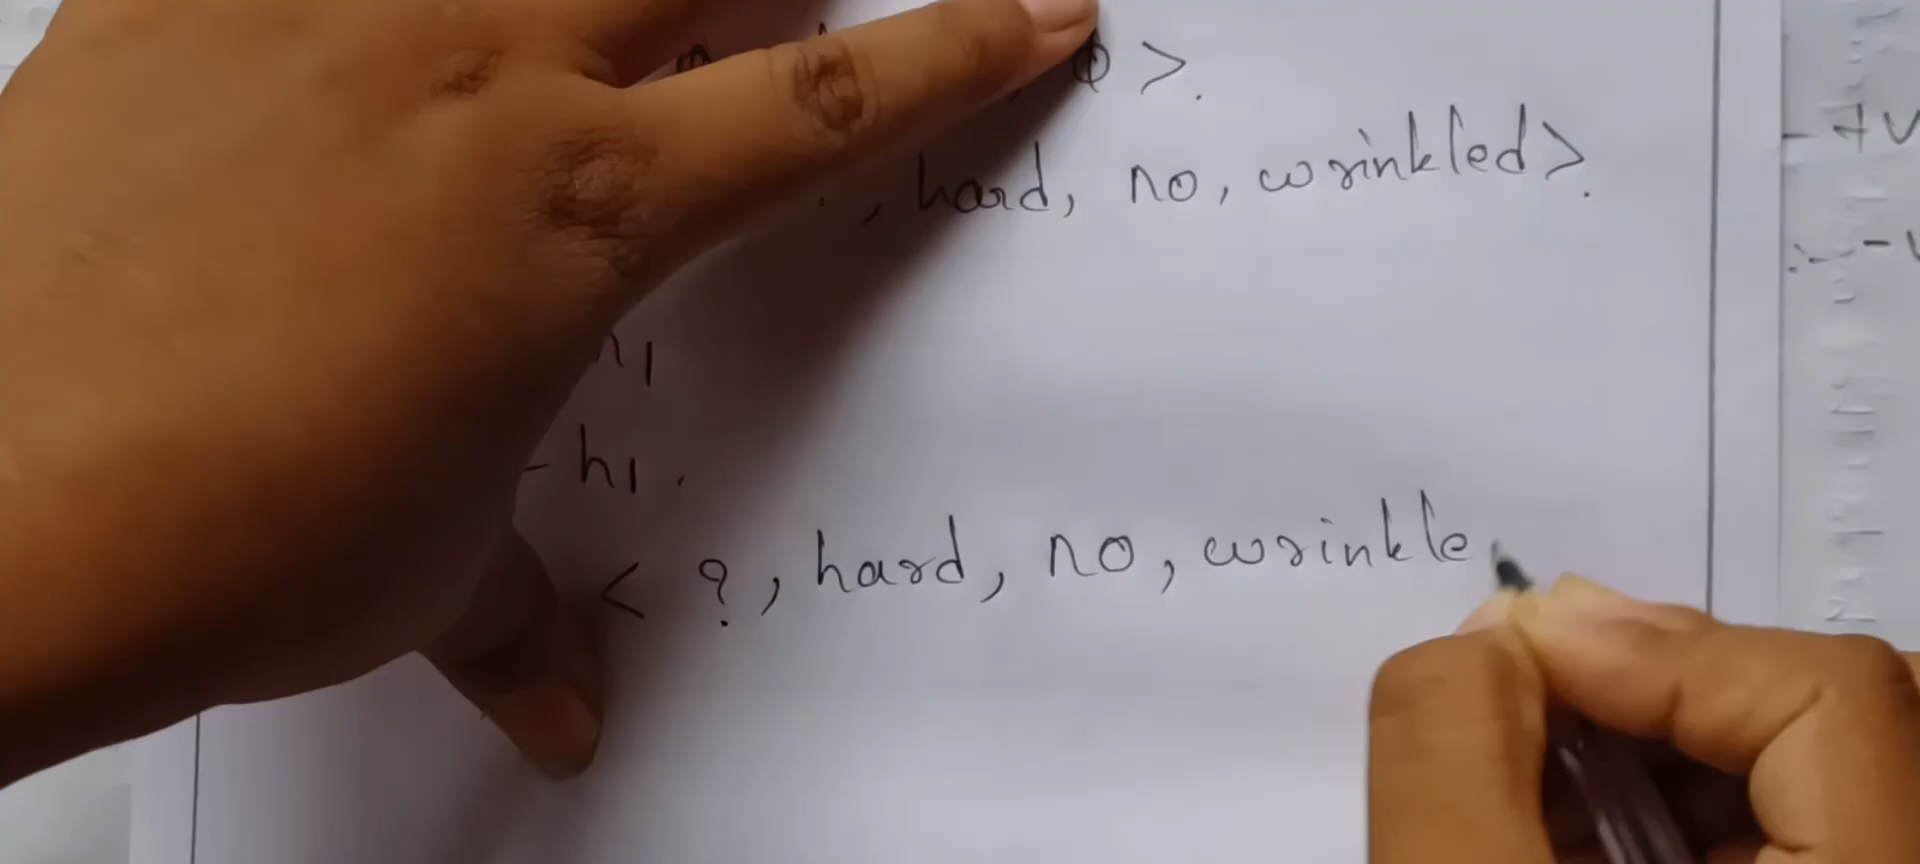 φ >.
, hard, no, wrinkled>.
h1
- h1.
< ?, hard, no, wrinkle